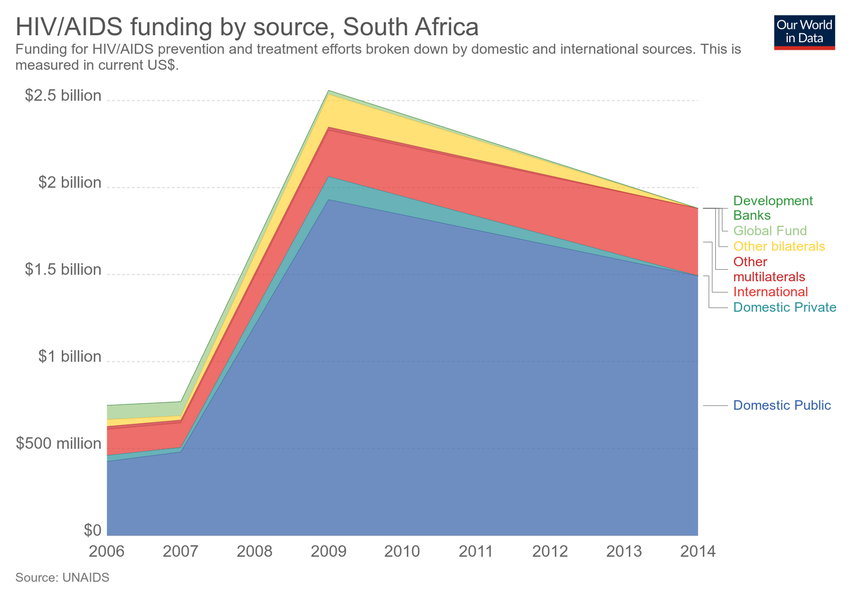 HIV/AIDS funding by source, South Africa
Funding for HIV/AIDS prevention and treatment efforts broken down by domestic and international sources. This is
measured in current US$.
Our World
in Data
$2.5 billion
$2 billion
$1.5 billion
$1 billion
$500 million
$0
2006 2007 2008 2009 2010 2011 2012 2013 2014
Development
Banks
Global Fund
Other bilaterals
Other
multilaterals
International
Domestic Private
Domestic Public
Source: UNAIDS